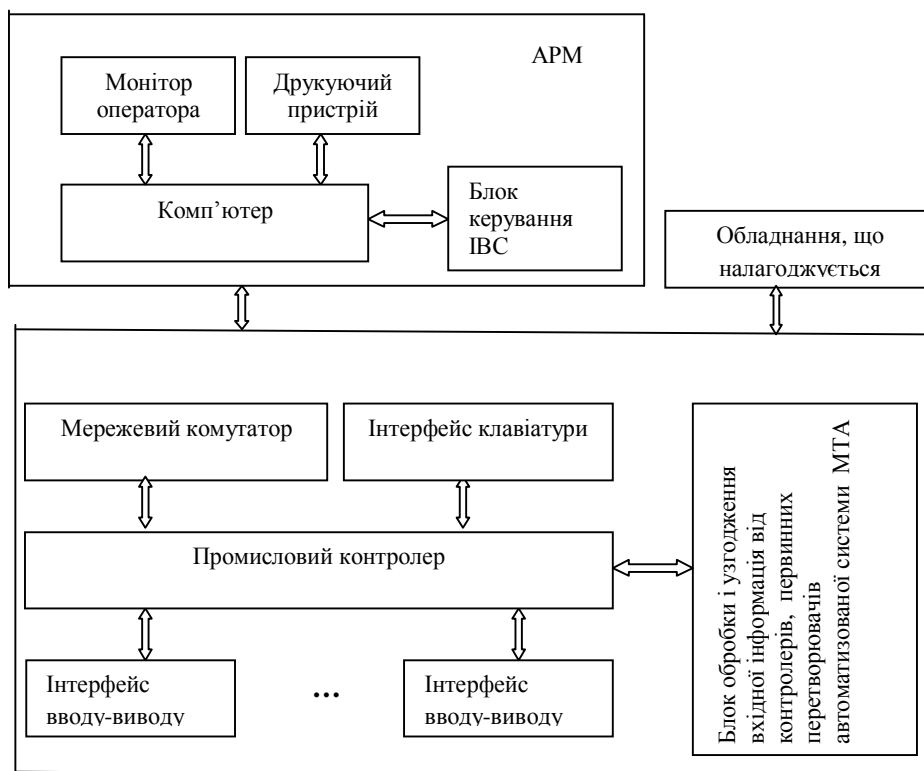 АРМ
Монітор
оператора
Друкуючий
пристрій
Комп’ютер
Блок
керування
ІВС
Обладнання, що
налагоджується
Мережевий комутатор
Інтерфейс клавіатури
Промисловий контролер
Блок обробки і узгодження
вхідної інформація від
контролерів, первинних
перетворювачів
автоматизованої системи МТА
Інтерфейс
вводу-виводу
...
Інтерфейс
вводу-виводу